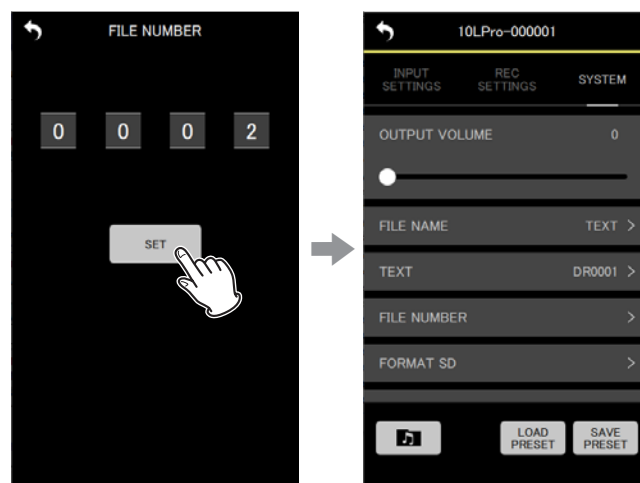 FILE NUMBER
0 0 0 2
SET
10LPro-000001
INPUT SETTINGS
REC SETTINGS
SYSTEM
OUTPUT VOLUME 0
FILE NAME TEXT >
TEXT DR0001 >
FILE NUMBER >
FORMAT SD >
LOAD PRESET
SAVE PRESET